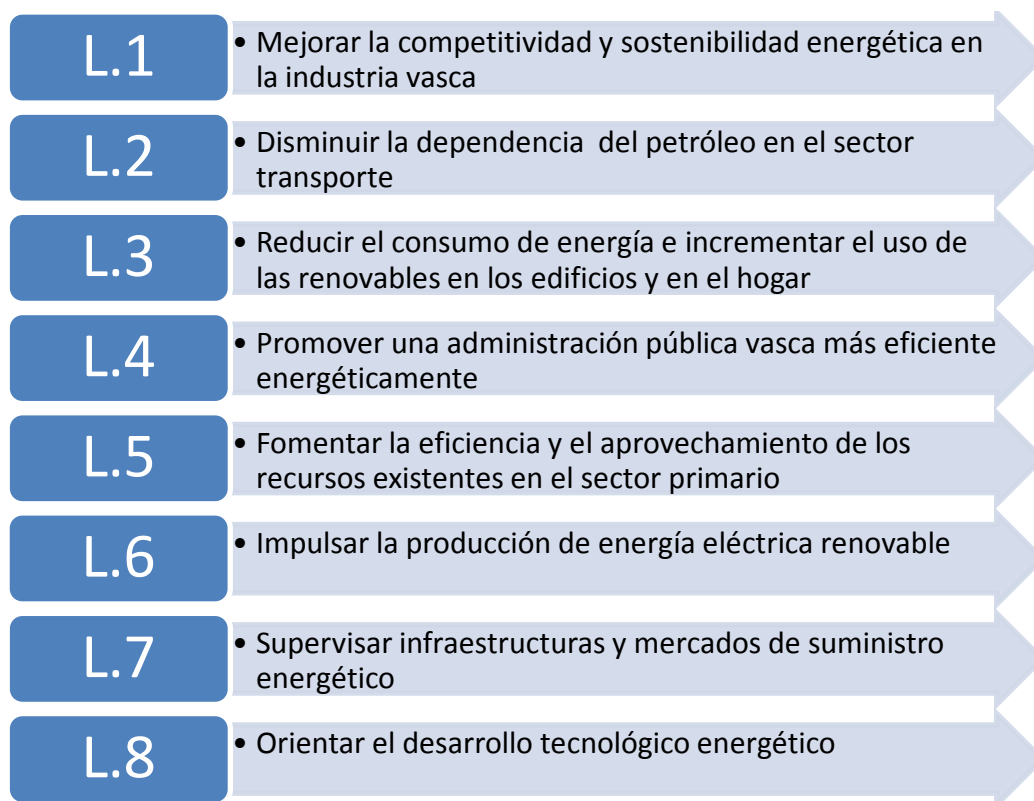 L.1
• Mejorar la competitividad y sostenibilidad energética en
la industria vasca
L.2
• Disminuir la dependencia  del petróleo en el sector
transporte
L.3
• Reducir el consumo de energía e incrementar el uso de
las renovables en los edificios y en el hogar
L.4
• Promover una administración pública vasca más eficiente
energéticamente
L.5
• Fomentar la eficiencia y el aprovechamiento de los
recursos existentes en el sector primario
L.6
• Impulsar la producción de energía eléctrica renovable
L.7
• Supervisar infraestructuras y mercados de suministro
energético
L.8
• Orientar el desarrollo tecnológico energético